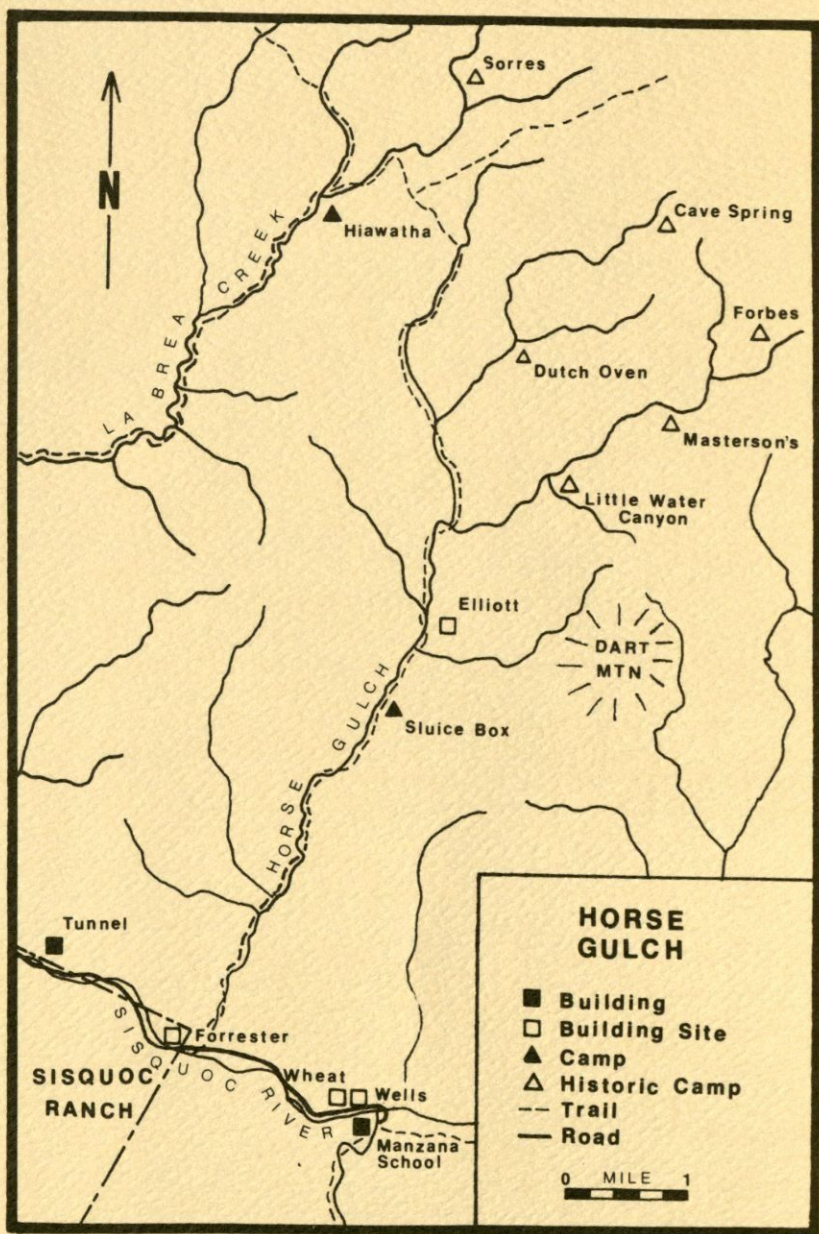 Sorres
N
Hiawatha
Cave Spring
Forbes
LA BREA CREEK
Dutch Oven
Masterson's
Little Water
Canyon
Elliott
DART
MTN
Sluice Box
HORSE GULCH
Tunnel
Forrester
SISQUOC RIVER
SISQUOC
RANCH
Wheat
Wells
Manzana
School
HORSE
GULCH
Building
Building Site
Camp
Historic Camp
Trail
Road
0 MILE 1